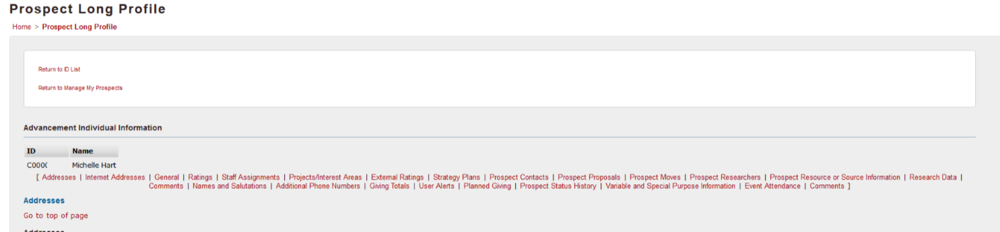 Prospect Long Profile
Home > Prospect Long Profile
Return to ID List
Return to Manage My Prospects
Advancement Individual Information
ID Name
C000( Michelle Hart
[ Addresses | Internet Addresses | General | Ratings | Staff Assignments | Projects/Interest Areas | External Ratings | Strategy Plans | Prospect Contacts | Prospect Proposals | Prospect Moves | Prospect Researchers | Prospect Resource or Source Information | Research Data |
Comments | Names and Salutations | Additional Phone Numbers | Giving Totals | User Alerts | Planned Giving | Prospect Status History | Variable and Special Purpose Information | Event Attendance | Comments ]
Addresses
Go to top of page
Addresses